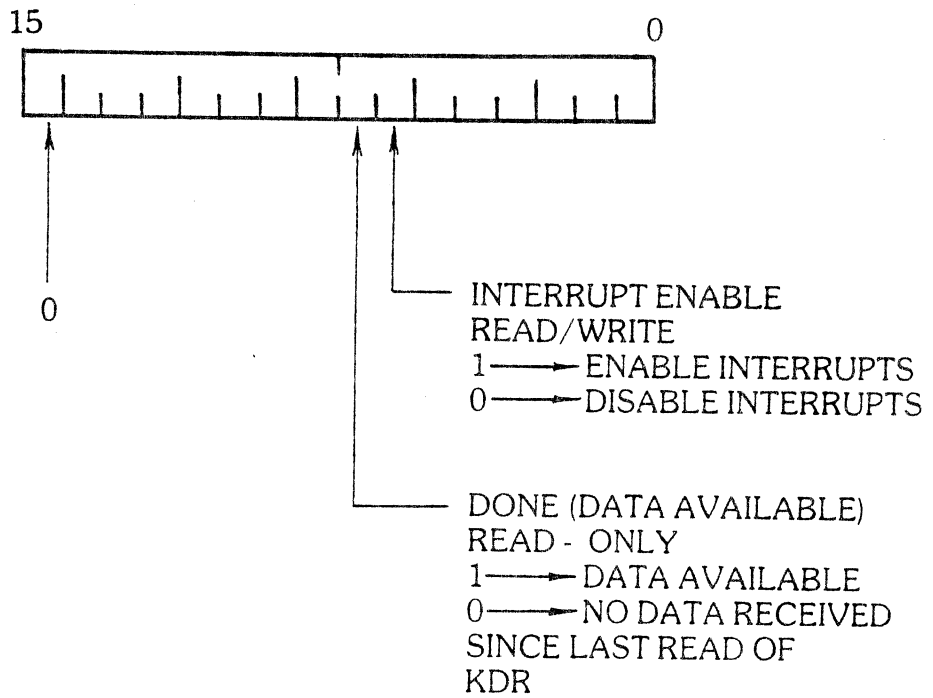 15
0
0
INTERRUPT ENABLE
READ/WRITE
1 → ENABLE INTERRUPTS
0 → DISABLE INTERRUPTS
DONE (DATA AVAILABLE)
READ - ONLY
1 → DATA AVAILABLE
0 → NO DATA RECEIVED
SINCE LAST READ OF
KDR